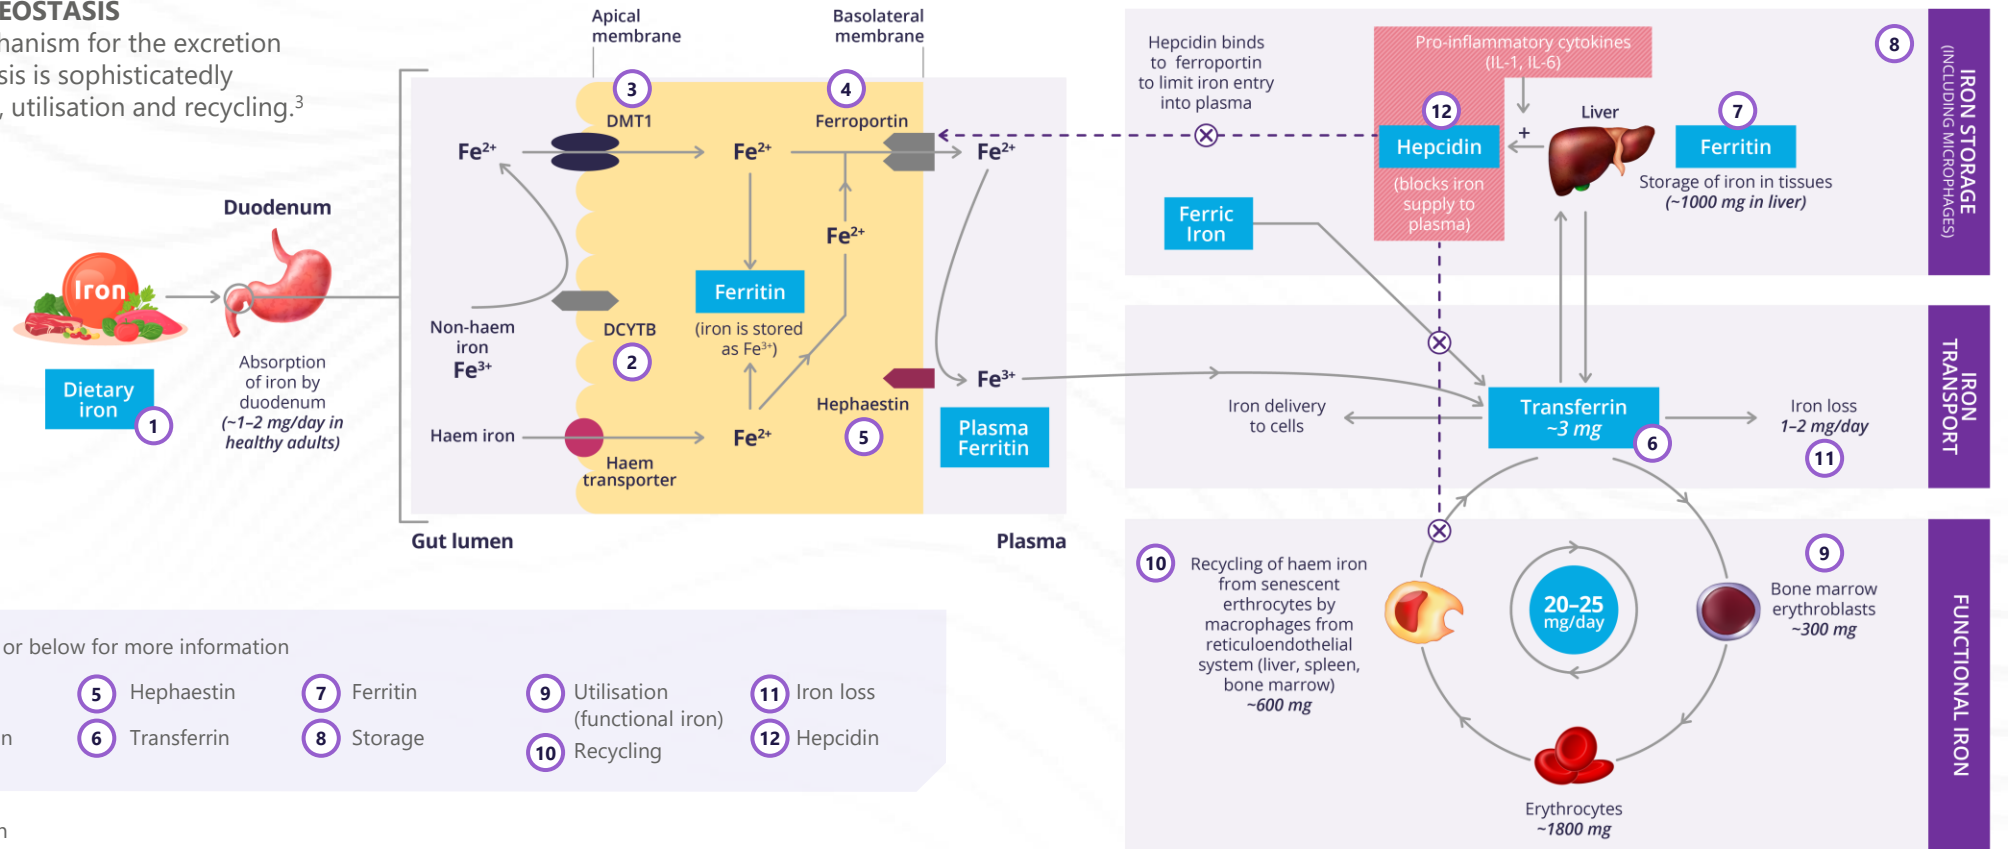 EOSTASIS
hanism for the excretion
sis is sophisticatedly
, utilisation and recycling.3
Iron
Dietary
iron
1
Duodenum
Absorption
of iron by
duodenum
(~1–2 mg/day in
healthy adults)
Apical
membrane
Basolateral
membrane
3
DMT1
4
Ferroportin
Fe2+
Fe2+
Fe2+
Fe2+
Ferritin
(iron is stored
as Fe3+)
Non-haem
iron
Fe3+
DCYTB
2
Haem iron
Haem
transporter
Fe2+
Hephaestin
5
Fe3+
Plasma
Ferritin
Gut lumen
Plasma
Hepcidin binds
to ferroportin
to limit iron entry
into plasma
Pro-inflammatory cytokines
(IL-1, IL-6)
12
Hepcidin
(blocks iron
supply to
plasma)
+
Liver
7
Ferritin
Storage of iron in tissues
(~1000 mg in liver)
8
IRON STORAGE
(INCLUDING MICROPHAGES)
Ferric
Iron
Iron delivery
to cells
Transferrin
~3 mg
6
Iron loss
1–2 mg/day
11
IRON
TRANSPORT
10
Recycling of haem iron
from senescent
erthrocytes by
macrophages from
reticuloendothelial
system (liver, spleen,
bone marrow)
~600 mg
20–25
mg/day
9
Bone marrow
erythroblasts
~300 mg
Erythrocytes
~1800 mg
FUNCTIONAL IRON
or below for more information
5 Hephaestin
7 Ferritin
9 Utilisation
(functional iron)
11 Iron loss
n
6 Transferrin
8 Storage
10 Recycling
12 Hepcidin
n